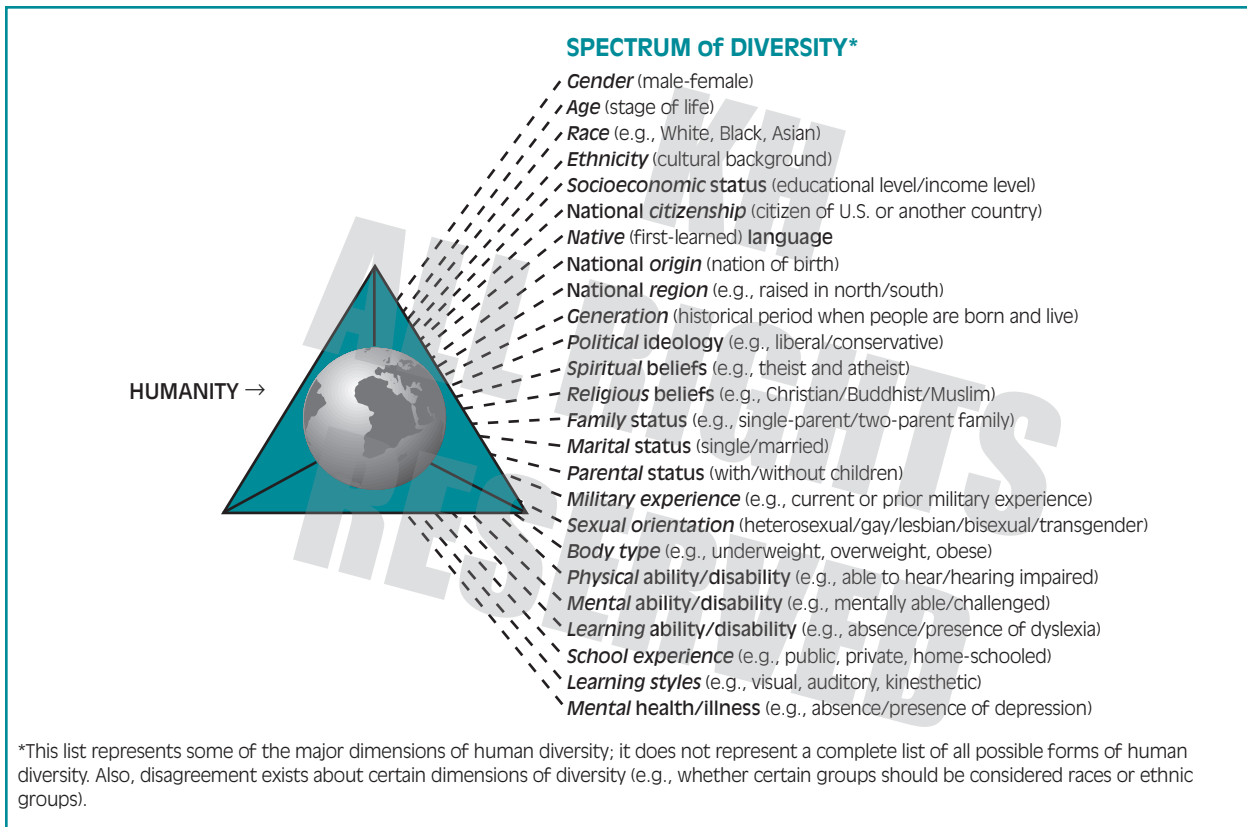 SPECTRUM of DIVERSITY*
Gender (male-female)
Age (stage of life)
Race (e.g., White, Black, Asian)
Ethnicity (cultural background)
Socioeconomic status (educational level/income level)
National citizenship (citizen of U.S. or another country)
Native (first-learned) language
National origin (nation of birth)
National region (e.g., raised in north/south)
Generation (historical period when people are born and live)
Political ideology (e.g., liberal/conservative)
Spiritual beliefs (e.g., theist and atheist)
HUMANITY →
Religious beliefs (e.g., Christian/Buddhist/Muslim)
Family status (e.g., single-parent/two-parent family)
Marital status (single/married)
Parental status (with/without children)
Military experience (e.g., current or prior military experience)
Sexual orientation (heterosexual/gay/lesbian/bisexual/transgender)
Body type (e.g., underweight, overweight, obese)
Physical ability/disability (e.g., able to hear/hearing impaired)
Mental ability/disability (e.g., mentally able/challenged)
Learning ability/disability (e.g., absence/presence of dyslexia)
School experience (e.g., public, private, home-schooled)
Learning styles (e.g., visual, auditory, kinesthetic)
Mental health/illness (e.g., absence/presence of depression)
*This list represents some of the major dimensions of human diversity; it does not represent a complete list of all possible forms of human
diversity. Also, disagreement exists about certain dimensions of diversity (e.g., whether certain groups should be considered races or ethnic
groups).
KH
ALL RIGHTS
RESERVED